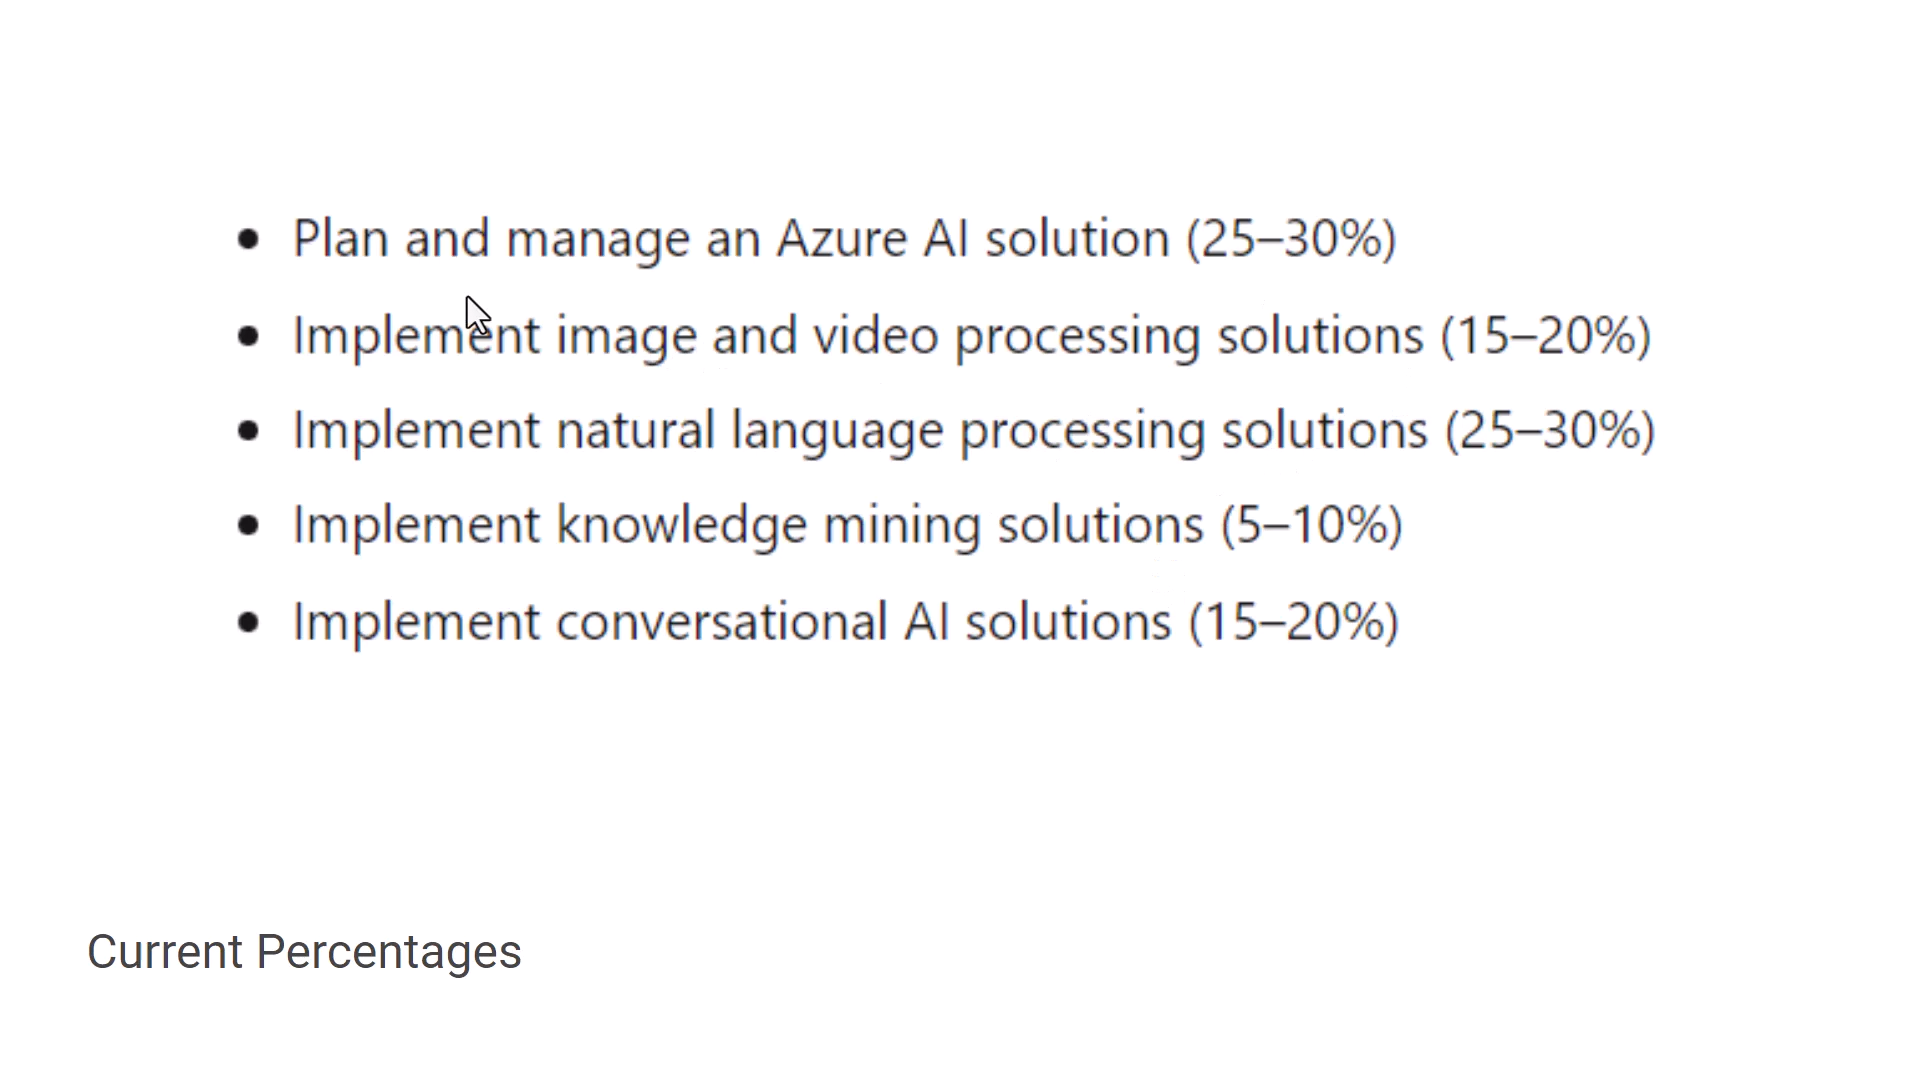 Plan and manage an Azure AI solution (25–30%)
Implement image and video processing solutions (15–20%)
Implement natural language processing solutions (25–30%)
Implement knowledge mining solutions (5–10%)
Implement conversational AI solutions (15–20%)
Current Percentages